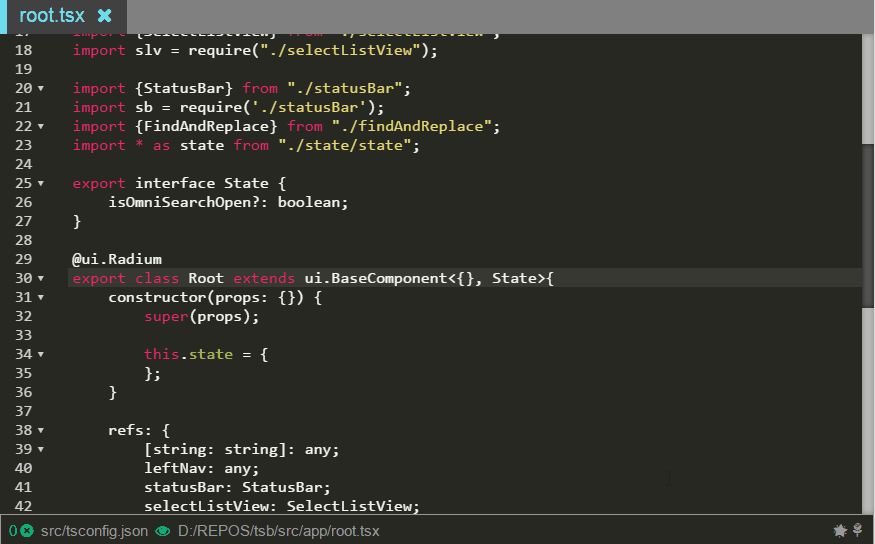 root.tsx ✖
17 import {SelectListView} from "./selectListView";
18 import slv = require("./selectListView");
19
20 import {StatusBar} from "./statusBar";
21 import sb = require('./statusBar');
22 import {FindAndReplace} from "./findAndReplace";
23 import * as state from "./state/state";
24
25 export interface State {
26     isOmniSearchOpen?: boolean;
27 }
28
29 @ui.Radium
30 export class Root extends ui.BaseComponent<{}, State>{
31     constructor(props: {}) {
32         super(props);
33
34         this.state = {
35         };
36     }
37
38     refs: {
39         [string: string]: any;
40         leftNav: any;
41         statusBar: StatusBar;
42         selectListView: SelectListView;
0 src/tsconfig.json D:/REPOS/tsb/src/app/root.tsx